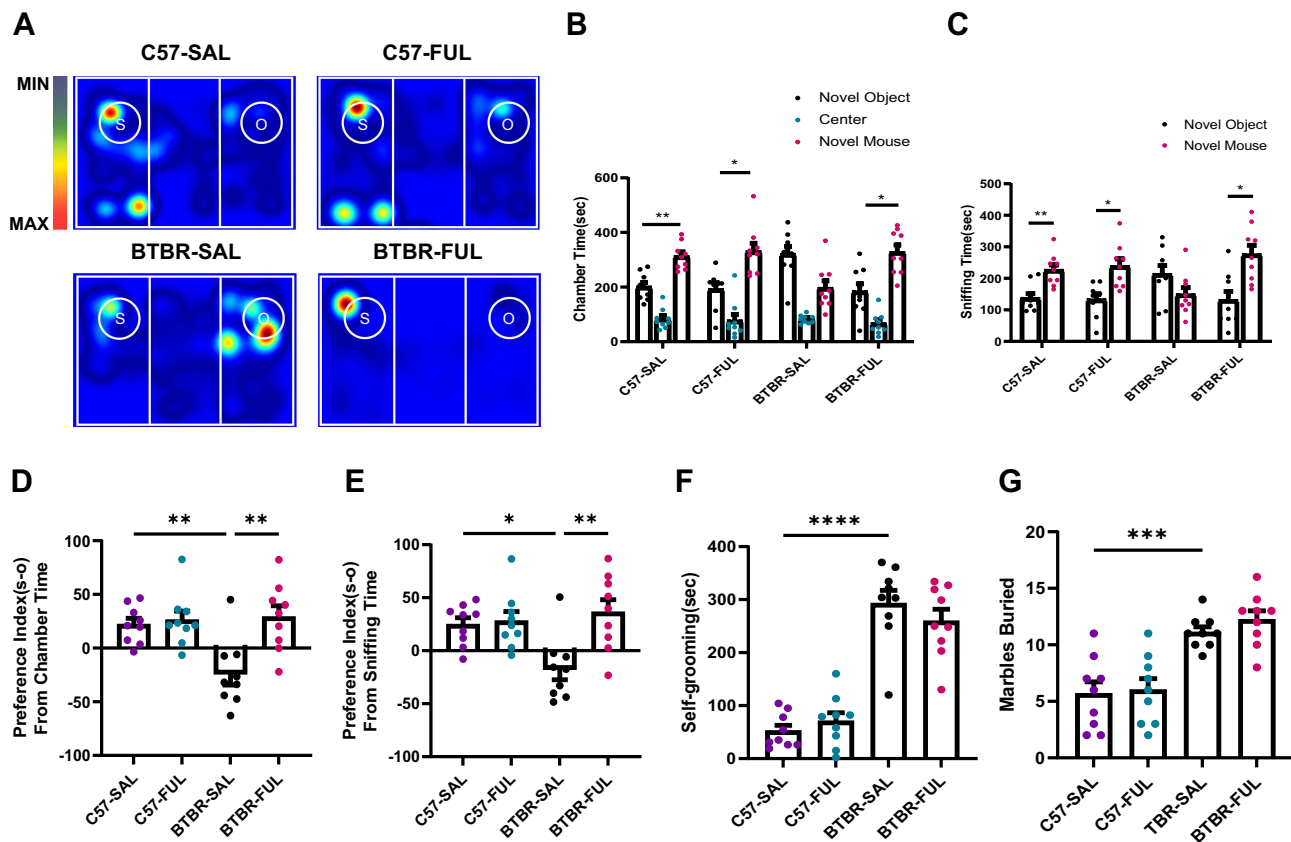 A
C57-SAL
C57-FUL
MIN
MAX
S
O
S
O
BTBR-SAL
BTBR-FUL
S
O
S
O
B
Novel Object
Center
Novel Mouse
Chamber Time(sec)
600
400
200
0
**
*
*
C57-SAL
C57-FUL
BTBR-SAL
BTBR-FUL
C
Novel Object
Novel Mouse
Sniffing Time(sec)
500
400
300
200
100
0
**
*
*
C57-SAL
C57-FUL
BTBR-SAL
BTBR-FUL
D
Preference Index(s-o)
From Chamber Time
100
50
0
-50
-100
**
**
C57-SAL
C57-FUL
BTBR-SAL
BTBR-FUL
E
Preference Index(s-o)
From Sniffing Time
100
50
0
-50
-100
*
**
C57-SAL
C57-FUL
BTBR-SAL
BTBR-FUL
F
Self-grooming(sec)
400
300
200
100
0
****
C57-SAL
C57-FUL
BTBR-SAL
BTBR-FUL
G
Marbles Buried
20
15
10
5
0
***
C57-SAL
C57-FUL
TBR-SAL
BTBR-FUL